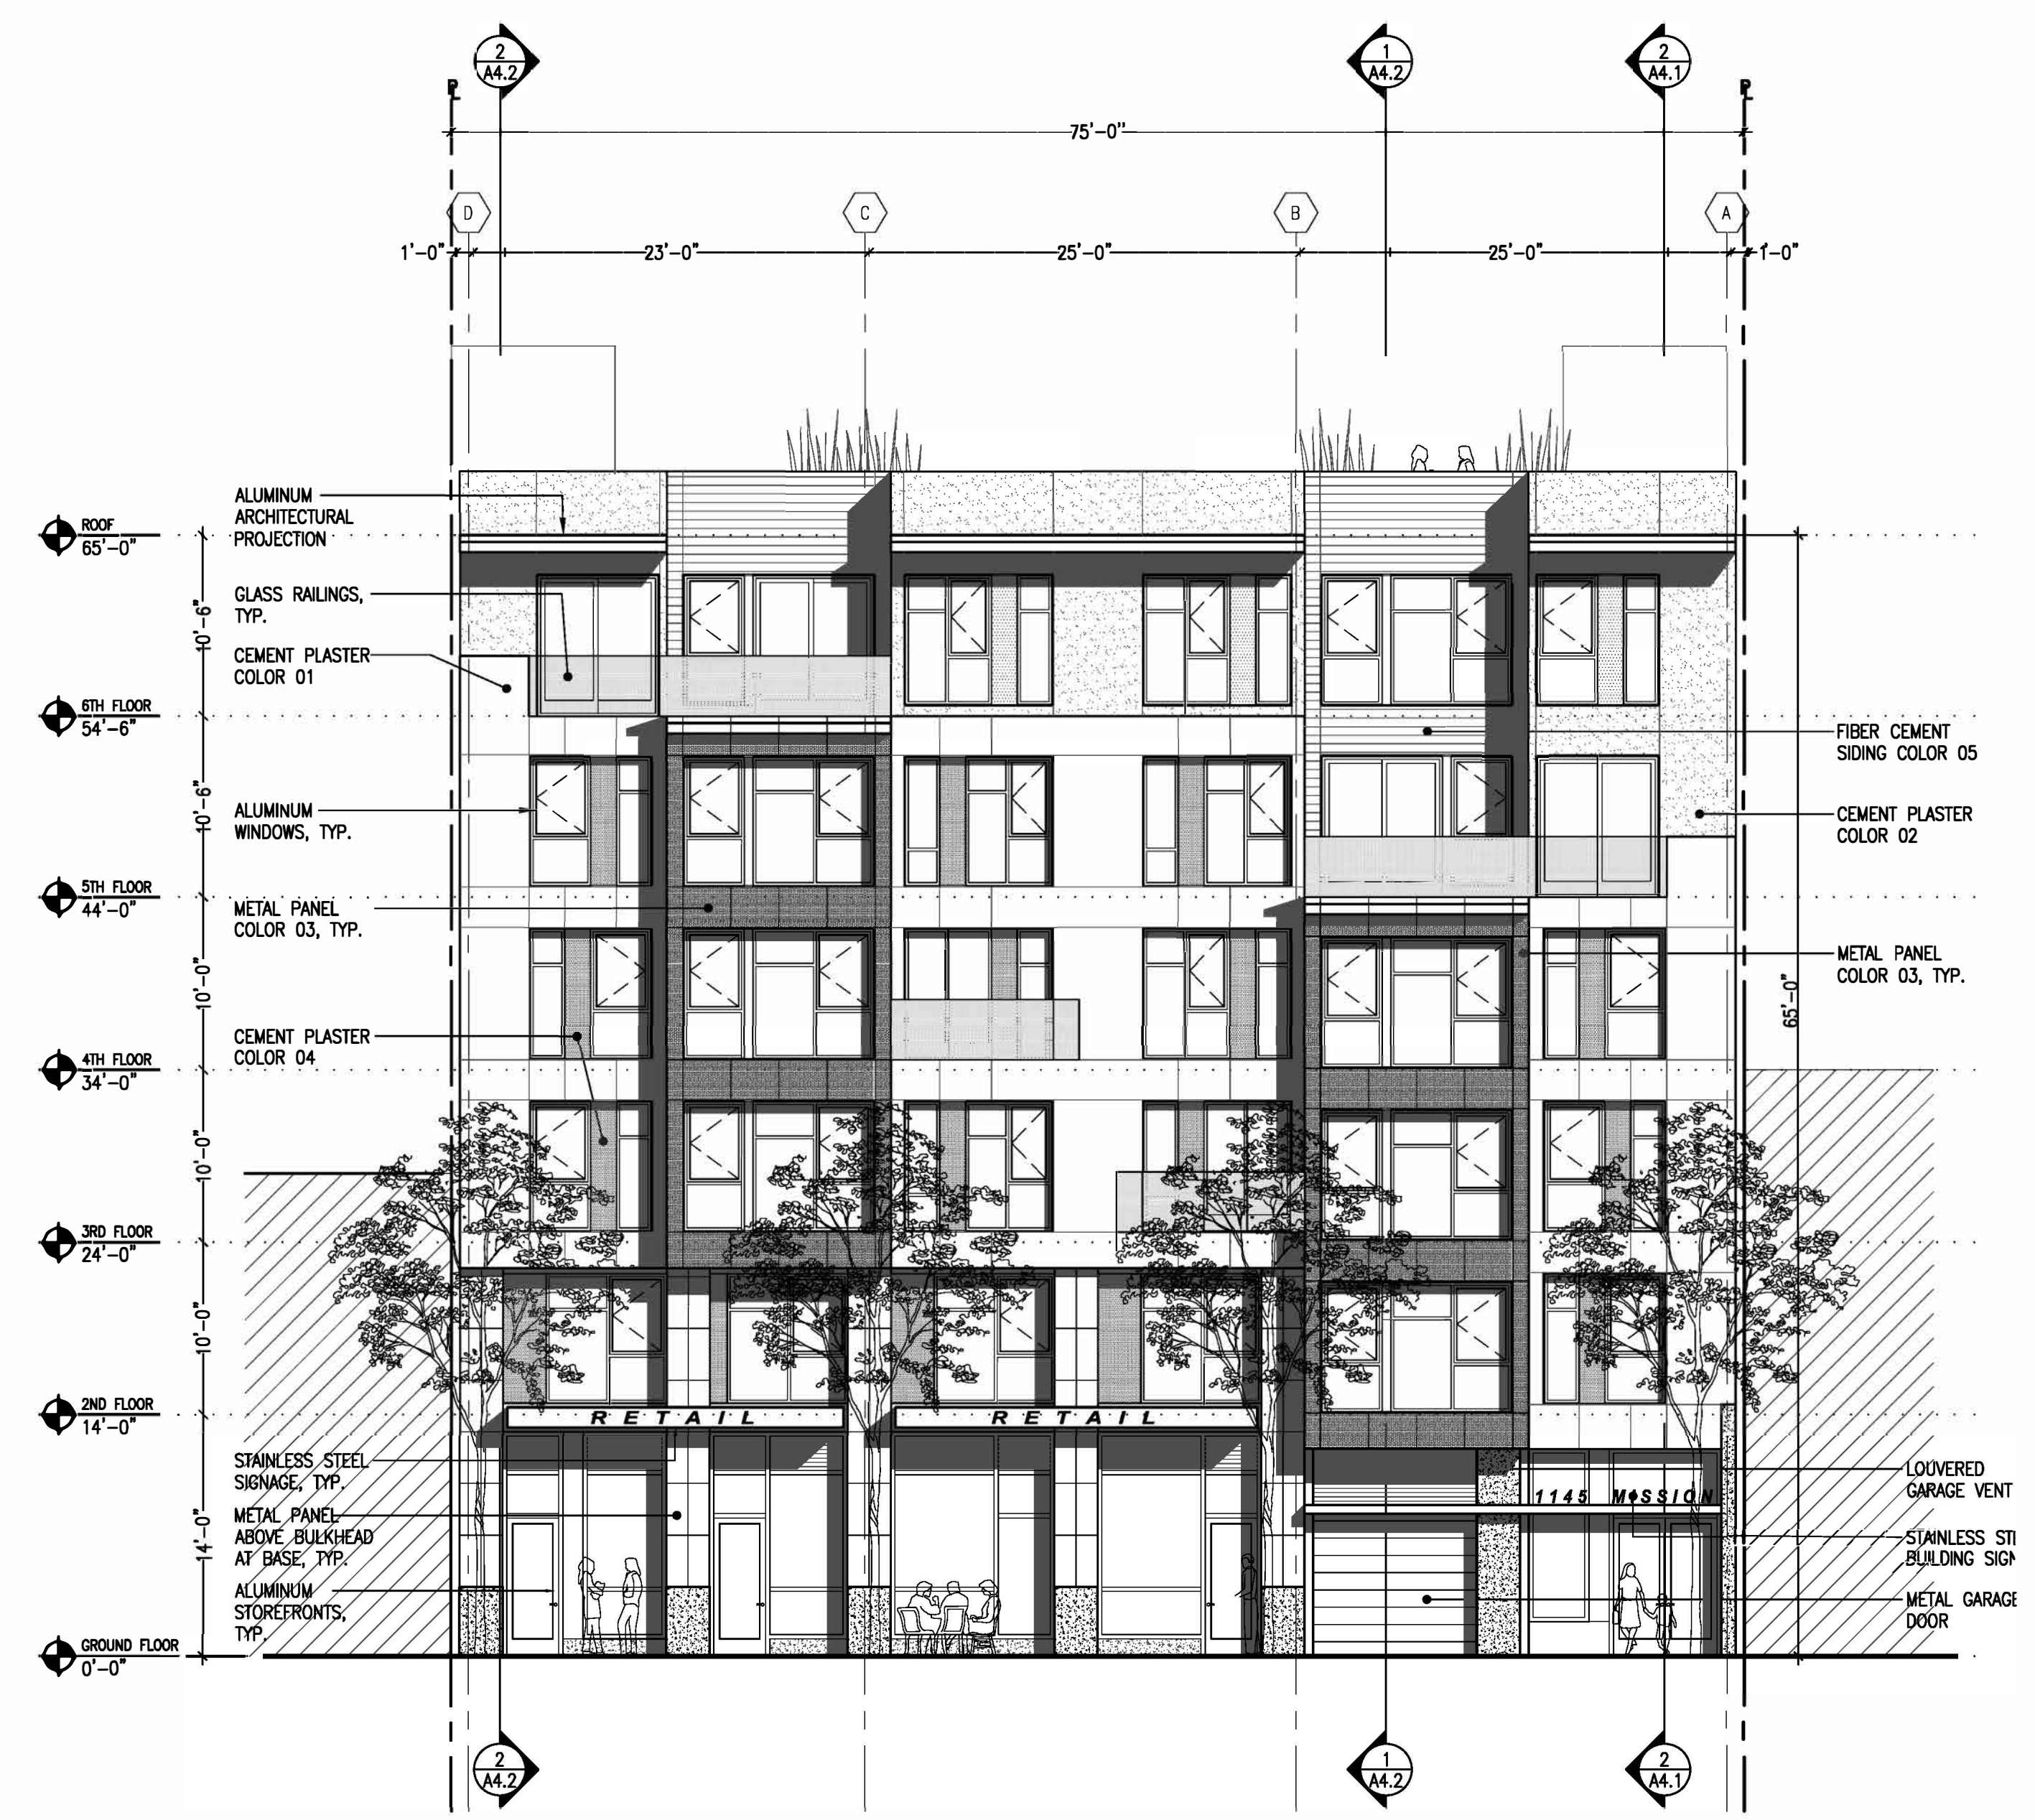 2
A4.2
1
A4.2
2
A4.1
PL
PL
75'-0"
D
C
B
A
1'-0"
23'-0"
25'-0"
25'-0"
1'-0"
ALUMINUM
ARCHITECTURAL
PROJECTION
ROOF
65'-0"
GLASS RAILINGS,
TYP.
10'-6"
CEMENT PLASTER
COLOR 01
6TH FLOOR
54'-6"
FIBER CEMENT
SIDING COLOR 05
10'-6"
ALUMINUM
WINDOWS, TYP.
CEMENT PLASTER
COLOR 02
5TH FLOOR
44'-0"
METAL PANEL
COLOR 03, TYP.
METAL PANEL
COLOR 03, TYP.
10'-0"
65'-0"
CEMENT PLASTER
COLOR 04
4TH FLOOR
34'-0"
10'-0"
3RD FLOOR
24'-0"
10'-0"
2ND FLOOR
14'-0"
RETAIL
RETAIL
STAINLESS STEEL
SIGNAGE, TYP.
LOUVERED
GARAGE VENT
1145 MISSION
METAL PANEL
ABOVE BULKHEAD
AT BASE, TYP.
14'-0"
STAINLESS STE
BUILDING SIGN
ALUMINUM
STOREFRONTS,
TYP.
METAL GARAGE
DOOR
GROUND FLOOR
0'-0"
2
A4.2
1
A4.2
2
A4.1